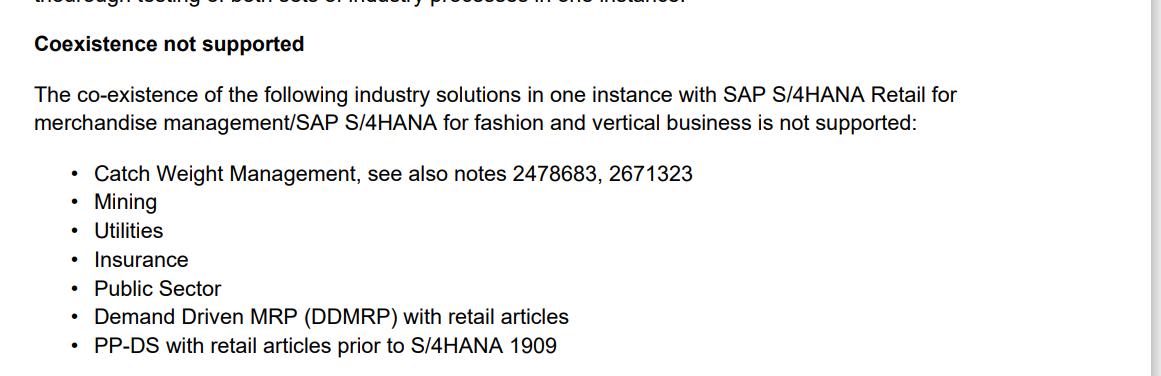 Coexistence not supported
The co-existence of the following industry solutions in one instance with SAP S/4HANA Retail for
merchandise management/SAP S/4HANA for fashion and vertical business is not supported:
• Catch Weight Management, see also notes 2478683, 2671323
• Mining
• Utilities
• Insurance
• Public Sector
• Demand Driven MRP (DDMRP) with retail articles
• PP-DS with retail articles prior to S/4HANA 1909